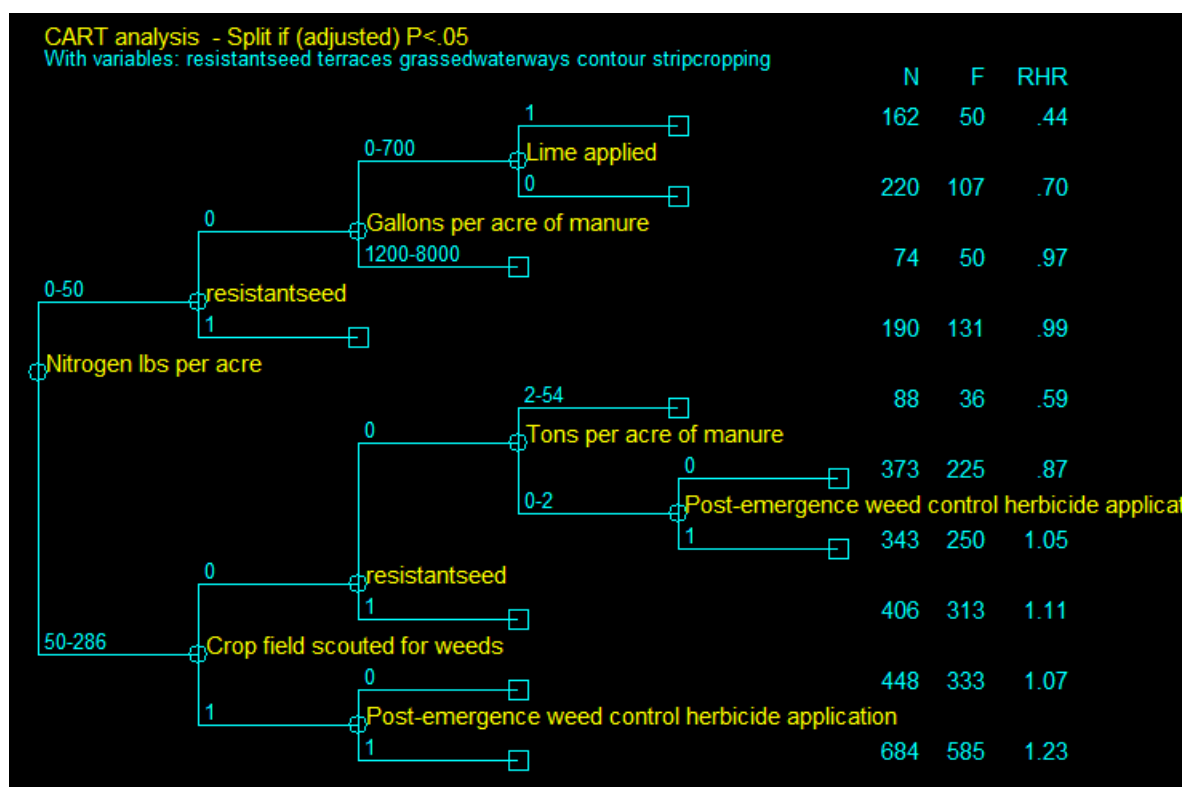 CART analysis - Split if (adjusted) P<.05
With variables: resistantseed terraces grassedwaterways contour stripcropping
N F RHR
1
162 50 .44
0-700
Lime applied
0
220 107 .70
0
Gallons per acre of manure
1200-8000
74 50 .97
0-50
resistantseed
1
190 131 .99
Nitrogen lbs per acre
2-54
88 36 .59
0
Tons per acre of manure
0
373 225 .87
0-2
Post-emergence weed control herbicide applicat
1
343 250 1.05
0
resistantseed
1
406 313 1.11
50-286
Crop field scouted for weeds
0
448 333 1.07
1
Post-emergence weed control herbicide application
1
684 585 1.23